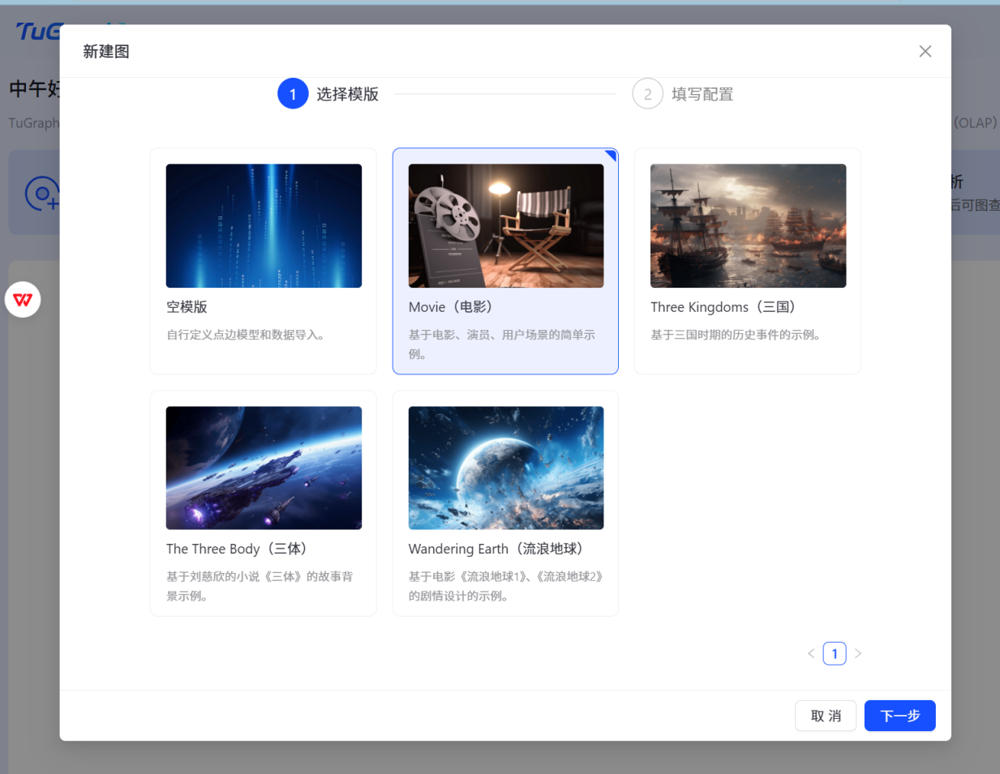 TuG
新建图
中午好
1 选择模版
2 填写配置
TuGraph
(OLAP)
析
后可图查
空模版
自行定义点边模型和数据导入。
Movie（电影）
基于电影、演员、用户场景的简单示
例。
Three Kingdoms（三国）
基于三国时期的历史事件的示例。
The Three Body（三体）
基于刘慈欣的小说《三体》的故事背
景示例。
Wandering Earth（流浪地球）
基于电影《流浪地球1》、《流浪地球2》
的剧情设计的示例。
< 1 >
取 消
下一步